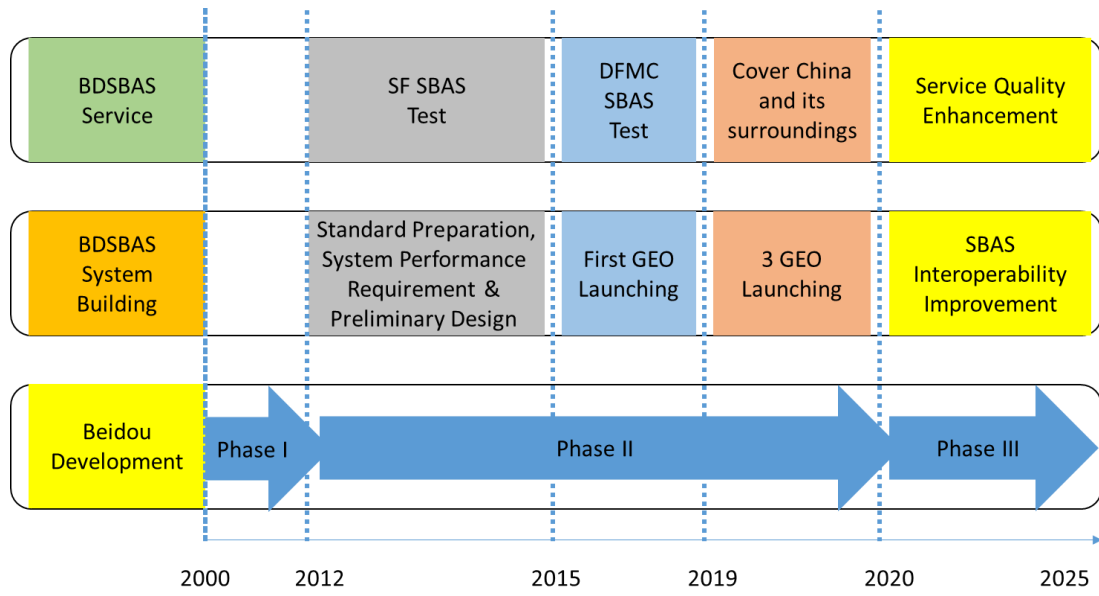 BDSBAS
Service
SF SBAS
Test
DFMC
SBAS
Test
Cover China
and its
surroundings
Service Quality
Enhancement
BDSBAS
System
Building
Standard Preparation,
System Performance
Requirement &
Preliminary Design
First GEO
Launching
3 GEO
Launching
SBAS
Interoperability
Improvement
Beidou
Development
Phase I
Phase II
Phase III
2000
2012
2015
2019
2020
2025